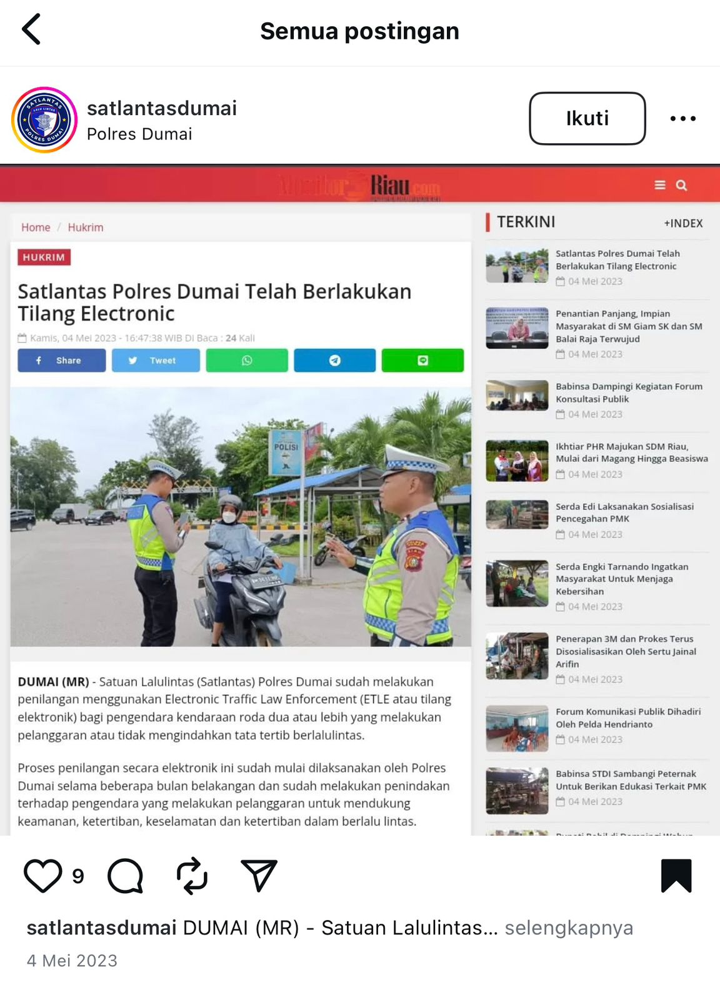 Semua postingan
satlantasdumai
Polres Dumai
Ikuti
SATLANTAS
LALU LINTAS
POLRES DUMAI
MonitorRiau.com
Home / Hukrim
HUKRIM
Satlantas Polres Dumai Telah Berlakukan
Tilang Electronic
Kamis, 04 Mei 2023 - 16:47:38 WIB Di Baca : 24 Kali
Share
Tweet
POLISI
DUMAI (MR) - Satuan Lalulintas (Satlantas) Polres Dumai sudah melakukan
penilangan menggunakan Electronic Traffic Law Enforcement (ETLE atau tilang
elektronik) bagi pengendara kendaraan roda dua atau lebih yang melakukan
pelanggaran atau tidak mengindahkan tata tertib berlalulintas.
Proses penilangan secara elektronik ini sudah mulai dilaksanakan oleh Polres
Dumai selama beberapa bulan belakangan dan sudah melakukan penindakan
terhadap pengendara yang melakukan pelanggaran untuk mendukung
keamanan, ketertiban, keselamatan dan ketertiban dalam berlalu lintas.
TERKINI
+INDEX
Satlantas Polres Dumai Telah
Berlakukan Tilang Electronic
04 Mei 2023
Penantian Panjang, Impian
Masyarakat di SM Giam SK dan SM
Balai Raja Terwujud
04 Mei 2023
Babinsa Dampingi Kegiatan Forum
Konsultasi Publik
04 Mei 2023
Ikhtiar PHR Majukan SDM Riau,
Mulai dari Magang Hingga Beasiswa
04 Mei 2023
Serda Edi Laksanakan Sosialisasi
Pencegahan PMK
04 Mei 2023
Serda Engki Tarnando Ingatkan
Masyarakat Untuk Menjaga
Kebersihan
04 Mei 2023
Penerapan 3M dan Prokes Terus
Disosialisasikan Oleh Sertu Jainal
Arifin
04 Mei 2023
Forum Komunikasi Publik Dihadiri
Oleh Pelda Hendrianto
04 Mei 2023
Babinsa STDI Sambangi Peternak
Untuk Berikan Edukasi Terkait PMK
04 Mei 2023
9
satlantasdumai DUMAI (MR) - Satuan Lalulintas... selengkapnya
4 Mei 2023